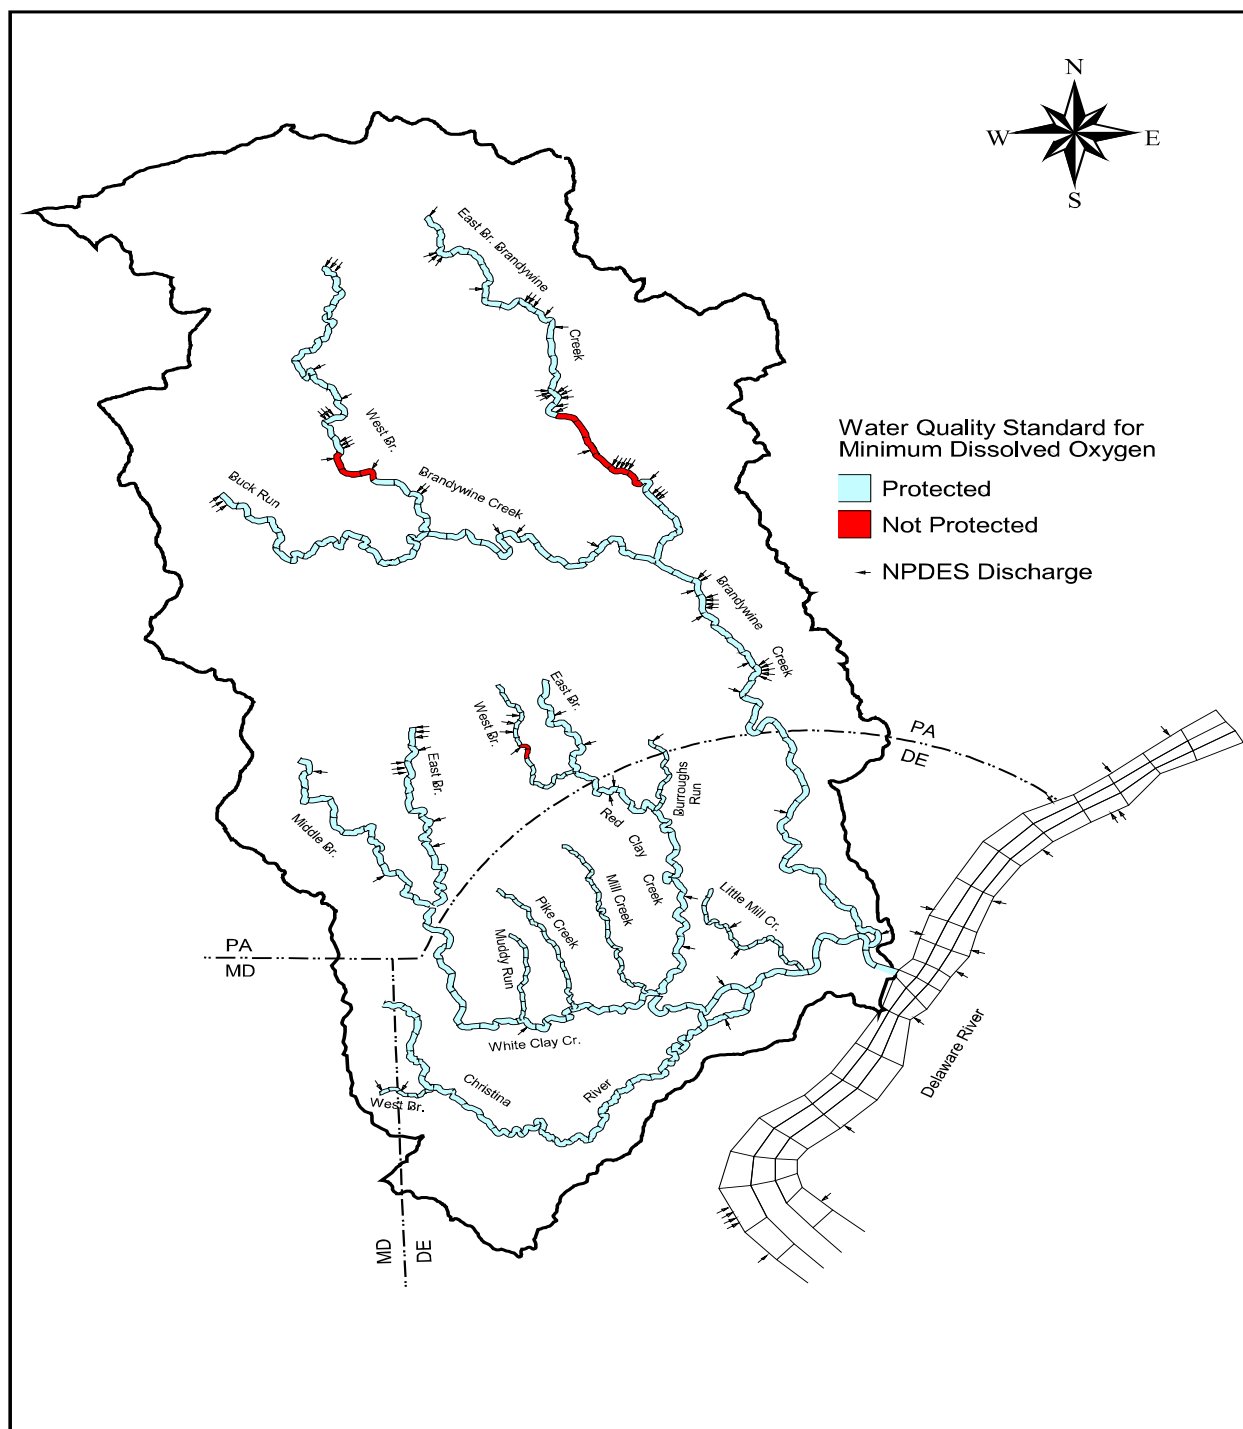 N
W
E
S
East Br. Brandywine
Creek
West Br.
Brandywine Creek
Buck Run
Water Quality Standard for
Minimum Dissolved Oxygen
Protected
Not Protected
NPDES Discharge
Brandywine
Creek
East Br.
West Br.
East Br.
Middle Br.
Burroughs
Run
Red
Clay
Creek
PA
DE
Mill Creek
Pike Creek
Muddy Run
Little Mill Cr.
PA
MD
White Clay Cr.
Christina
River
West Br.
Delaware River
MD
DE